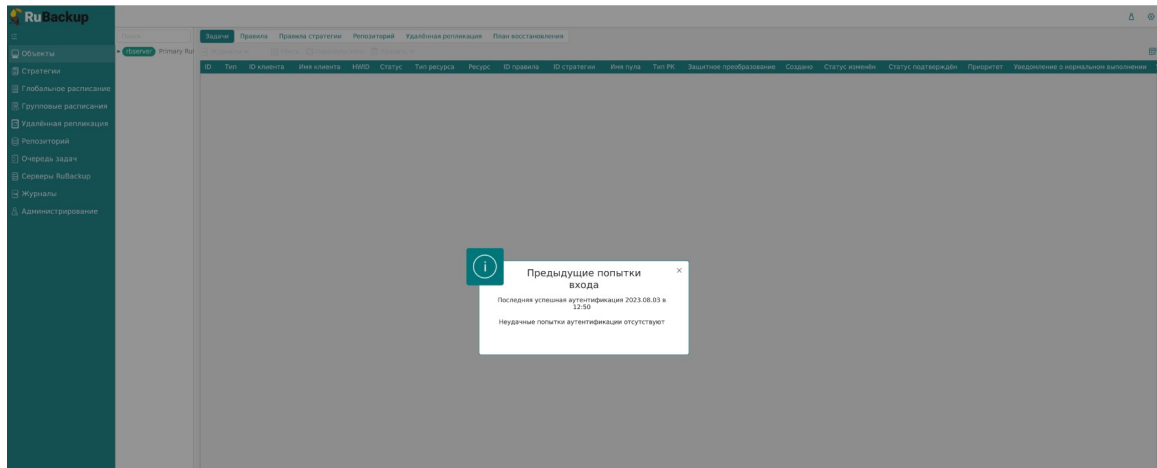 RuBackup
Объекты
Стратегии
Глобальное расписание
Групповые расписания
Удалённая репликация
Репозиторий
Очередь задач
Серверы RuBackup
Журналы
Администрирование
rbserver Primary Ru
Задачи Правила Правила стратегии Репозиторий Удалённая репликация План восстановления
ID Тип ID клиента Имя клиента HWID Статус Тип ресурса Ресурс ID правила ID стратегии Имя пула Тип РК Защитное преобразование Создано Статус изменён Статус подтверждён Приоритет Уведомление о нормальном выполнении
Предыдущие попытки
входа
Последняя успешная аутентификация 2023.08.03 в
12:50
Неудачные попытки аутентификации отсутствуют